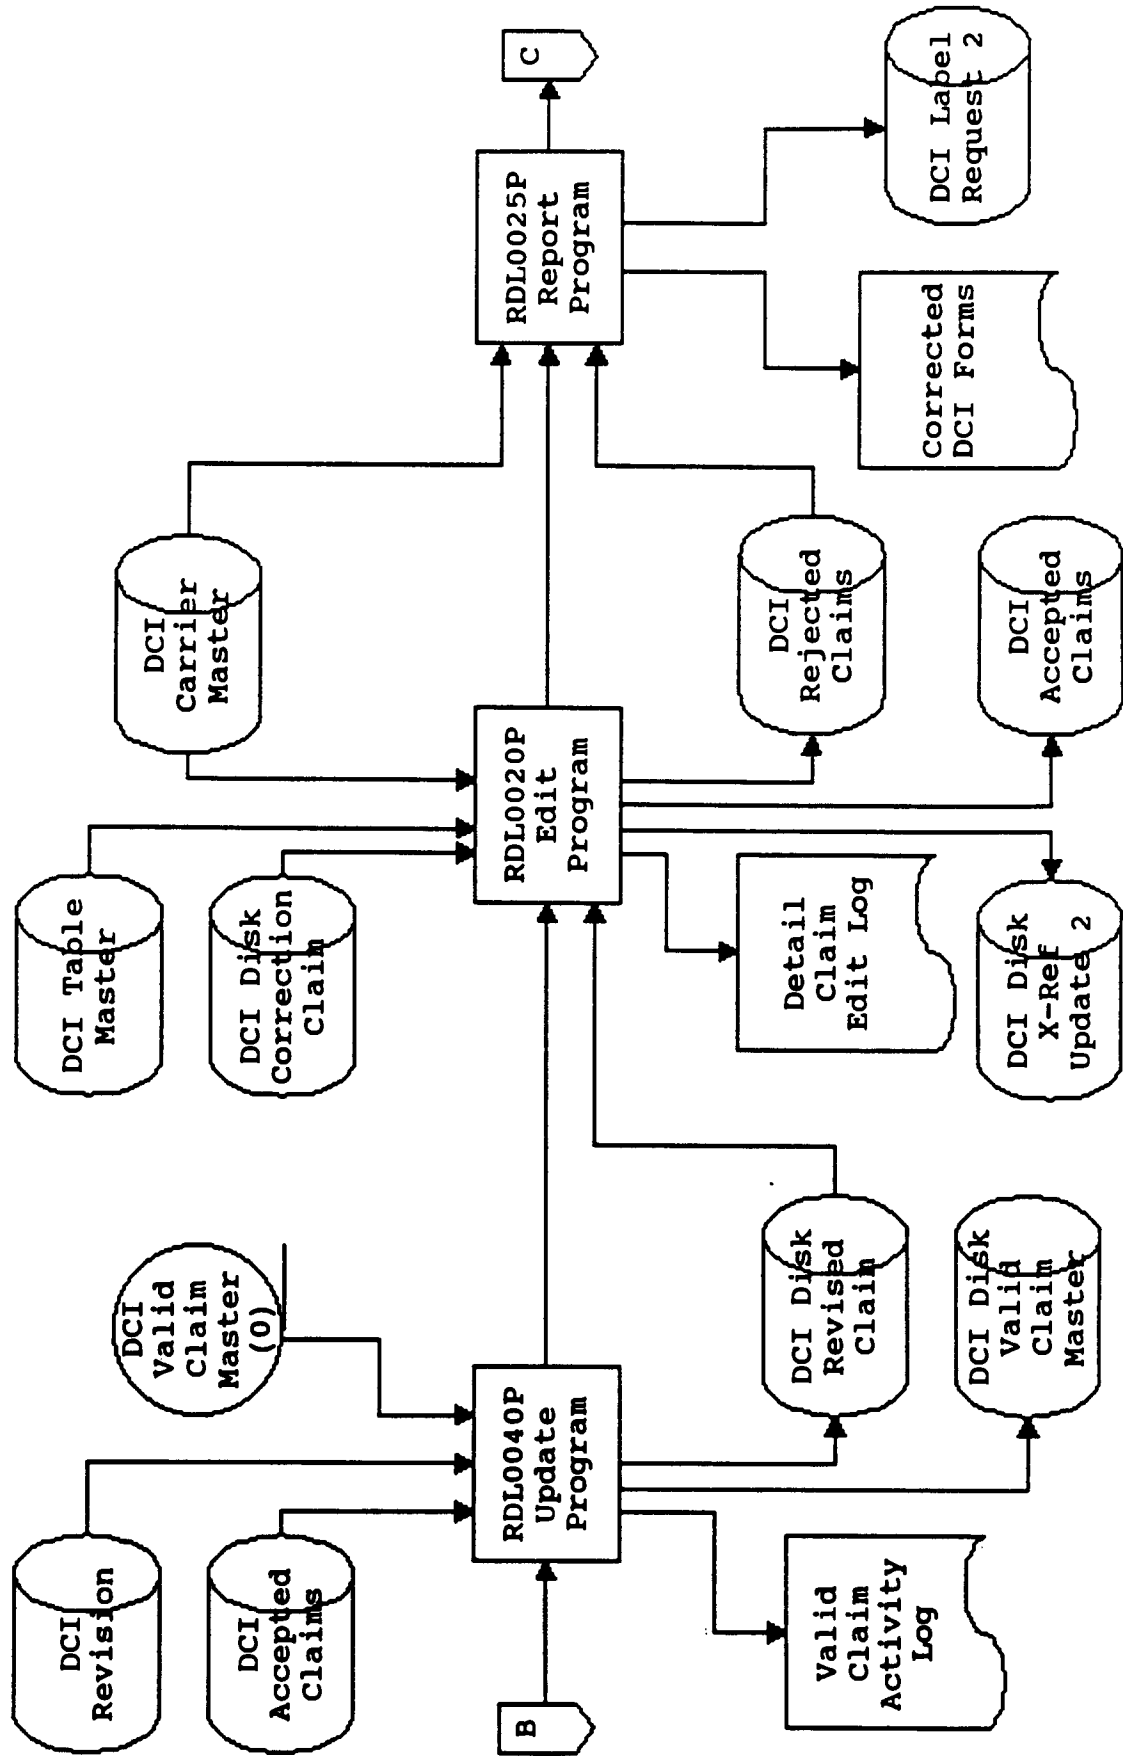 DCI
Revision
DCI
Accepted
Claims
DCI
Valid
Claim
Master
(0)
DCI Table
Master
DCI Disk
Correction
Claim
DCI
Carrier
Master
B
RDL0040P
Update
Program
RDL0020P
Edit
Program
RDL0025P
Report
Program
C
Valid
Claim
Activity
Log
DCI Disk
Revised
Claim
DCI Disk
Valid
Claim
Master
Detail
Claim
Edit Log
DCI Disk
X-Ref
Update 2
DCI
Rejected
Claims
DCI
Accepted
Claims
Corrected
DCI Forms
DCI Label
Request 2